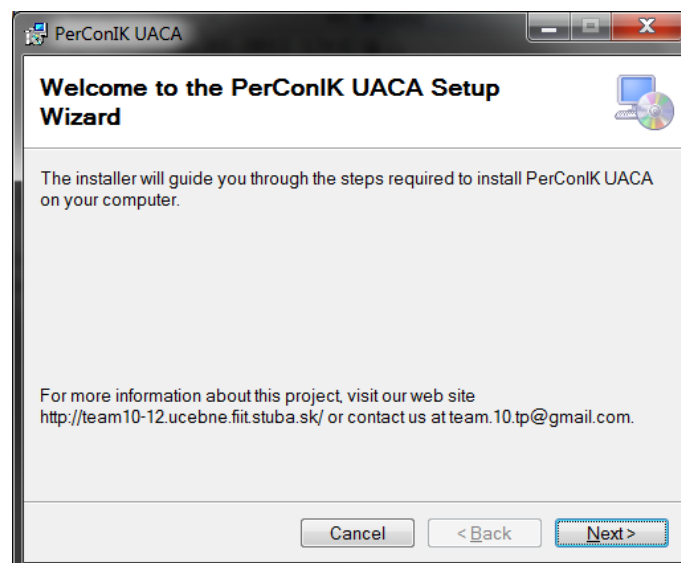 PerConIK UACA
Welcome to the PerConIK UACA Setup
Wizard
The installer will guide you through the steps required to install PerConIK UACA
on your computer.
For more information about this project, visit our web site
http://team10-12.ucebne.fiit.stuba.sk/ or contact us at team.10.tp@gmail.com.
Cancel < Back Next >